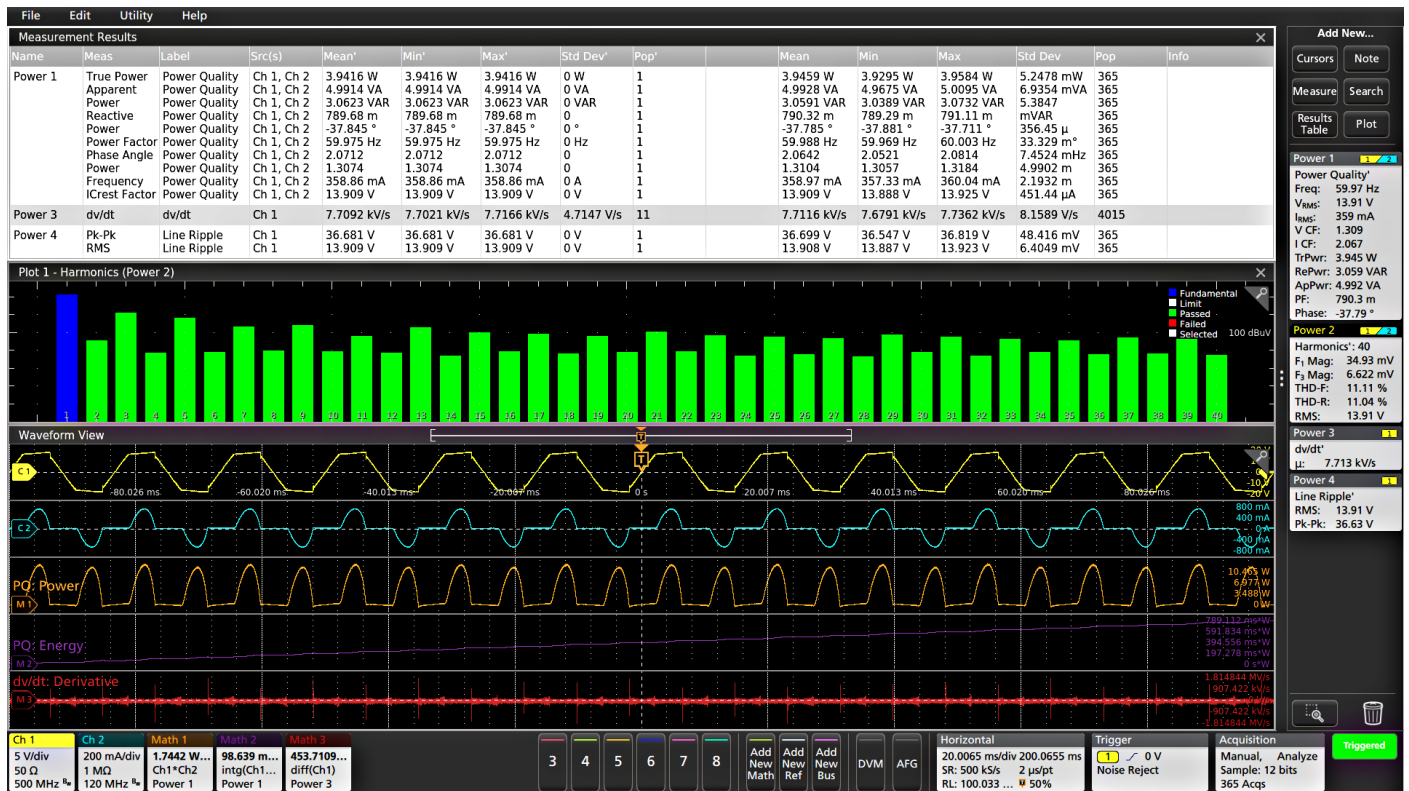 File Edit Utility Help
Measurement Results
Name Meas Label Src(s) Mean' Min' Max' Std Dev' Pop' Mean Min Max Std Dev Pop Info
Power 1 True Power Power Quality Ch 1, Ch 2 3.9416 W 3.9416 W 3.9416 W 0 W 1 3.9459 W 3.9295 W 3.9584 W 5.2478 mW 365
Apparent Power Quality Ch 1, Ch 2 4.9914 VA 4.9914 VA 4.9914 VA 0 VA 1 4.9928 VA 4.9675 VA 5.0095 VA 6.9354 mVA 365
Power Power Quality Ch 1, Ch 2 3.0623 VAR 3.0623 VAR 3.0623 VAR 0 VAR 1 3.0591 VAR 3.0389 VAR 3.0732 VAR 5.3847 365
Reactive Power Quality Ch 1, Ch 2 789.68 m 789.68 m 789.68 m 0 1 790.32 m 789.29 m 791.11 m mVAR 365
Power Power Quality Ch 1, Ch 2 -37.845 ° -37.845 ° -37.845 ° 0 ° 1 -37.785 ° -37.881 ° -37.711 ° 356.45 µ 365
Power Factor Power Quality Ch 1, Ch 2 59.975 Hz 59.975 Hz 59.975 Hz 0 Hz 1 59.988 Hz 59.969 Hz 60.003 Hz 33.329 m° 365
Phase Angle Power Quality Ch 1, Ch 2 2.0712 2.0712 2.0712 0 1 2.0642 2.0521 2.0814 7.4524 mHz 365
Power Power Quality Ch 1, Ch 2 1.3074 1.3074 1.3074 0 1 1.3104 1.3057 1.3184 4.9902 m 365
Frequency Power Quality Ch 1, Ch 2 358.86 mA 358.86 mA 358.86 mA 0 A 1 358.97 mA 357.33 mA 360.04 mA 2.1932 m 365
ICrest Factor Power Quality Ch 1, Ch 2 13.909 V 13.909 V 13.909 V 0 V 1 13.909 V 13.888 V 13.925 V 451.44 µA 365
Power 3 dv/dt dv/dt Ch 1 7.7092 kV/s 7.7021 kV/s 7.7166 kV/s 4.7147 V/s 11 7.7116 kV/s 7.6791 kV/s 7.7362 kV/s 8.1589 V/s 4015
Power 4 Pk-Pk Line Ripple Ch 1 36.681 V 36.681 V 36.681 V 0 V 1 36.699 V 36.547 V 36.819 V 48.416 mV 365
RMS Line Ripple Ch 1 13.909 V 13.909 V 13.909 V 0 V 1 13.908 V 13.887 V 13.923 V 6.4049 mV 365
Plot 1 - Harmonics (Power 2)
Fundamental
Limit
Passed
Failed
Selected
100 dBuV
1 2 3 4 5 6 7 8 9 10 11 12 13 14 15 16 17 18 19 20 21 22 23 24 25 26 27 28 29 30 31 32 33 34 35 36 37 38 39 40
Waveform View
T
T
C 1
-10
-20 V
-80.026 ms -60.020 ms -40.013 ms -20.007 ms 0 s 20.007 ms 40.013 ms 60.020 ms 80.026 ms
C 2
800 mA
400 mA
0 A
-400 mA
-800 mA
PQ: Power
M 1
10.465 W
6.977 W
3.488 W
0 W
PQ: Energy
M 2
789.112 ms*W
591.834 ms*W
394.556 ms*W
197.278 ms*W
0 s*W
dv/dt: Derivative
M 3
1.814844 MV/s
907.422 kV/s
-907.422 kV/s
-1.814844 MV/s
Ch 1
5 V/div
50 Ω
500 MHz Bw
Ch 2
200 mA/div
1 MΩ
120 MHz Bw
Math 1
1.7442 W...
Ch1*Ch2
Power 1
Math 2
98.639 m...
intg(Ch1...
Power 1
Math 3
453.7109...
diff(Ch1)
Power 3
3 4 5 6 7 8
Add New Math
Add New Ref
Add New Bus
DVM
AFG
Horizontal
20.0065 ms/div 200.0655 ms
SR: 500 kS/s 2 µs/pt
RL: 100.033 ... 50%
Trigger
1 0 V
Noise Reject
Acquisition
Manual, Analyze
Sample: 12 bits
365 Acqs
Triggered
Add New...
Cursors Note
Measure Search
Results Table Plot
Power 1 1 2
Power Quality'
Freq: 59.97 Hz
VRMS: 13.91 V
IRMS: 359 mA
V CF: 1.309
I CF: 2.067
TrPwr: 3.945 W
RePwr: 3.059 VAR
ApPwr: 4.992 VA
PF: 790.3 m
Phase: -37.79 °
Power 2 1 2
Harmonics': 40
F1 Mag: 34.93 mV
F3 Mag: 6.622 mV
THD-F: 11.11 %
THD-R: 11.04 %
RMS: 13.91 V
Power 3 1
dv/dt'
µ: 7.713 kV/s
Power 4 1
Line Ripple'
RMS: 13.91 V
Pk-Pk: 36.63 V